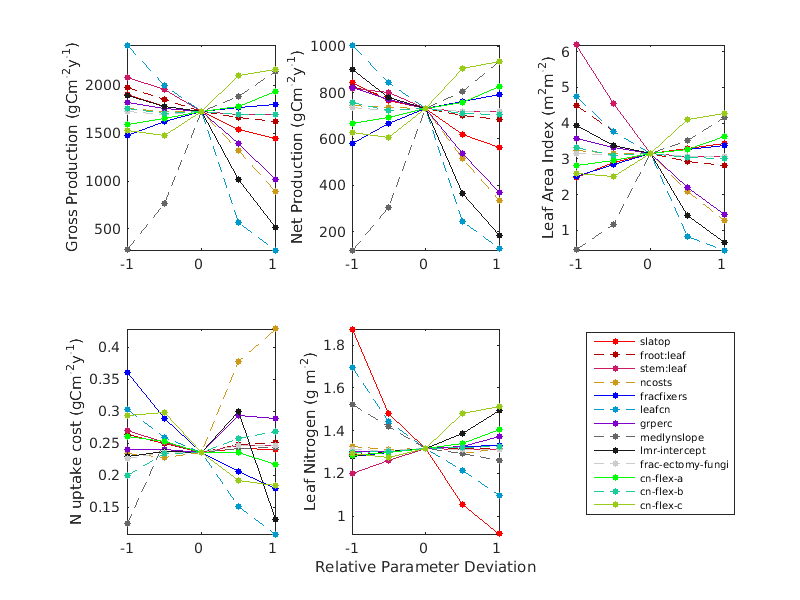 Gross Production (gCm⁻²y⁻¹)
2000
1500
1000
500
-1 0 1
Net Production (gCm⁻²y⁻¹)
1000
800
600
400
200
-1 0 1
Leaf Area Index (m²m⁻²)
6
5
4
3
2
1
-1 0 1
N uptake cost (gCm⁻²y⁻¹)
0.4
0.35
0.3
0.25
0.2
0.15
-1 0 1
Leaf Nitrogen (g m⁻²)
1.8
1.6
1.4
1.2
1
-1 0 1
Relative Parameter Deviation
slatop
froot:leaf
stem:leaf
ncosts
fracfixers
leafcn
grperc
medlynslope
lmr-intercept
frac-ectomy-fungi
cn-flex-a
cn-flex-b
cn-flex-c